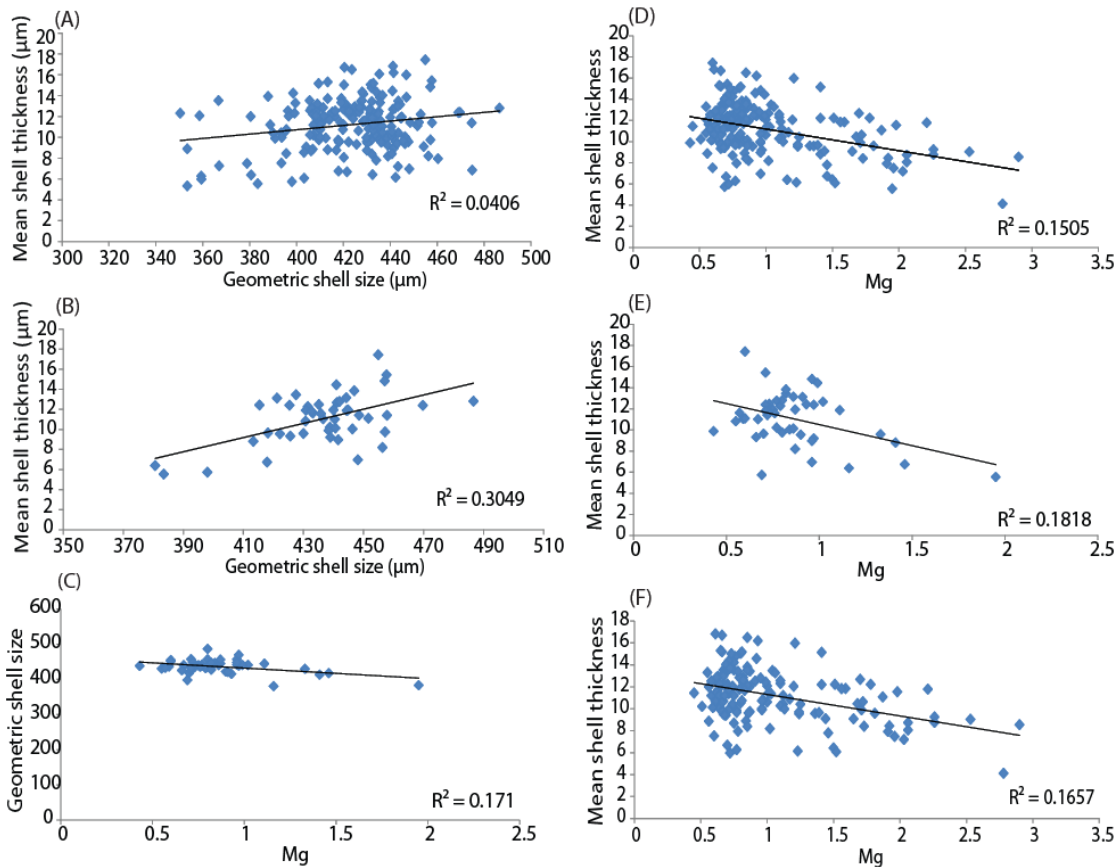 (A)
Mean shell thickness (µm)
20
18
16
14
12
10
8
6
4
2
0
R² = 0.0406
300 320 340 360 380 400 420 440 460 480 500
Geometric shell size (µm)
(B)
Mean shell thickness (µm)
20
18
16
14
12
10
8
6
4
2
0
R² = 0.3049
350 370 390 410 430 450 470 490 510
Geometric shell size (µm)
(C)
Geometric shell size
600
500
400
300
200
100
0
R² = 0.171
0 0.5 1 1.5 2 2.5
Mg
(D)
Mean shell thickness
20
18
16
14
12
10
8
6
4
2
0
R² = 0.1505
0 0.5 1 1.5 2 2.5 3 3.5
Mg
(E)
Mean shell thickness
20
18
16
14
12
10
8
6
4
2
0
R² = 0.1818
0 0.5 1 1.5 2 2.5
Mg
(F)
Mean shell thickness
18
16
14
12
10
8
6
4
2
0
R² = 0.1657
0 0.5 1 1.5 2 2.5 3 3.5
Mg